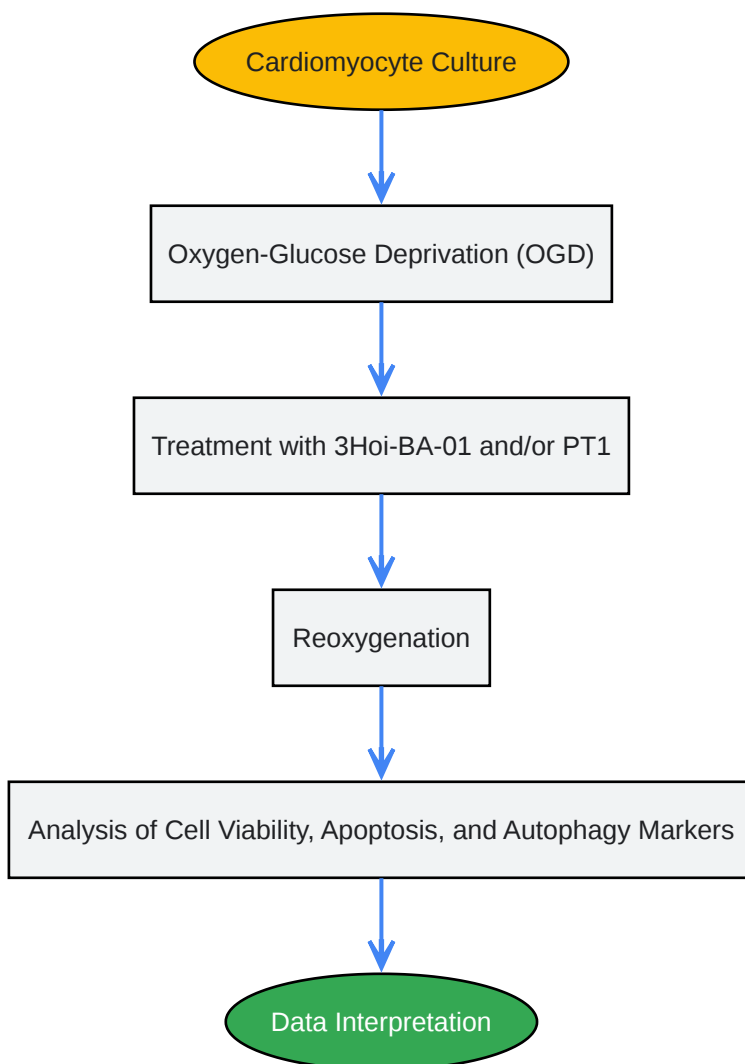 Cardiomyocyte Culture
Oxygen-Glucose Deprivation (OGD)
Treatment with 3Hoi-BA-01 and/or PT1
Reoxygenation
Analysis of Cell Viability, Apoptosis, and Autophagy Markers
Data Interpretation